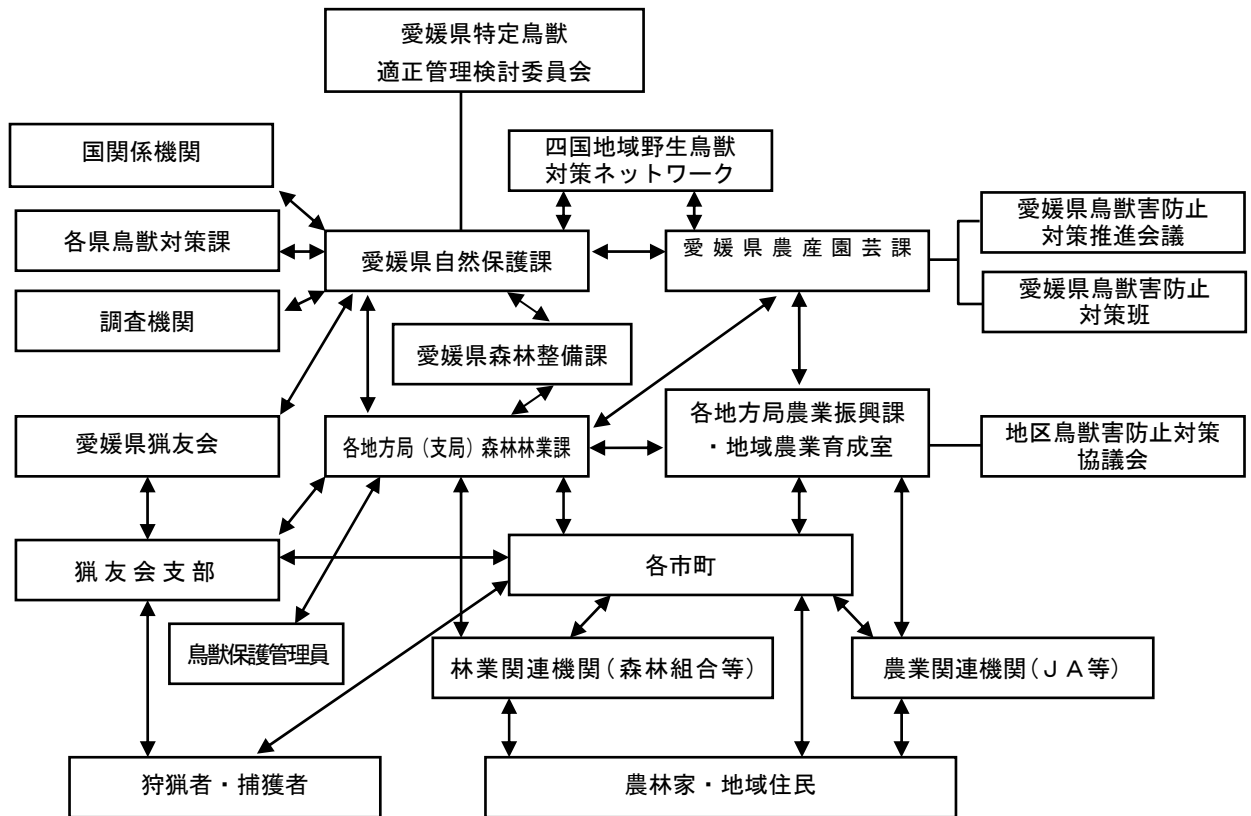 愛媛県特定鳥獣
適正管理検討委員会
国関係機関
四国地域野生鳥獣
対策ネットワーク
各県鳥獣対策課
愛媛県自然保護課
愛媛県農産園芸課
愛媛県鳥獣害防止
対策推進会議
調査機関
愛媛県鳥獣害防止
対策班
愛媛県森林整備課
愛媛県猟友会
各地方局(支局)森林林業課
各地方局農業振興課
・地域農業育成室
地区鳥獣害防止対策
協議会
猟友会支部
各市町
鳥獣保護管理員
林業関連機関(森林組合等)
農業関連機関(JA等)
狩猟者・捕獲者
農林家・地域住民